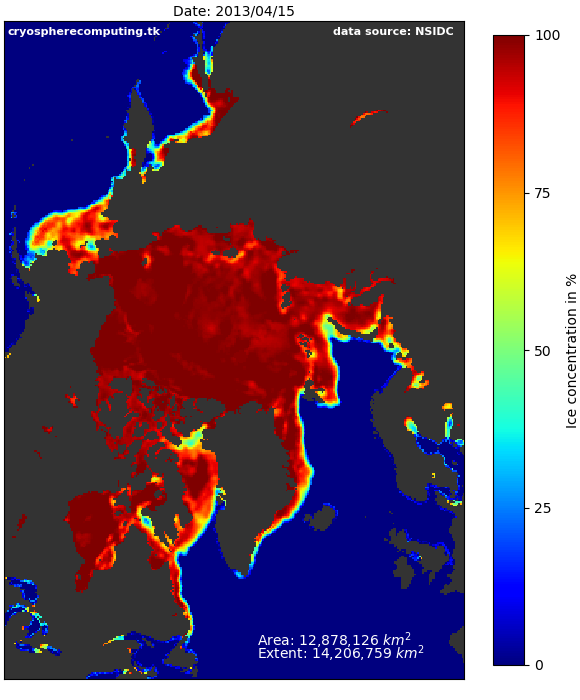 Date: 2013/04/15
cryospherecomputing.tk
data source: NSIDC
100
75
50
25
0
Ice concentration in %
Area: 12,878,126 km²
Extent: 14,206,759 km²